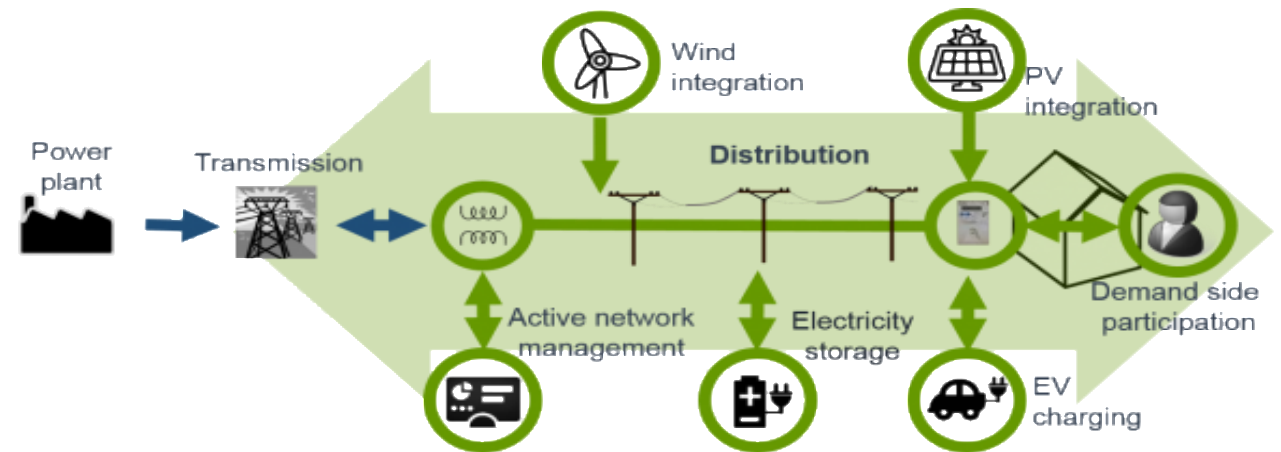 Wind
integration
PV
integration
Power
plant
Transmission
Distribution
Active network
management
Electricity
storage
Demand side
participation
EV
charging